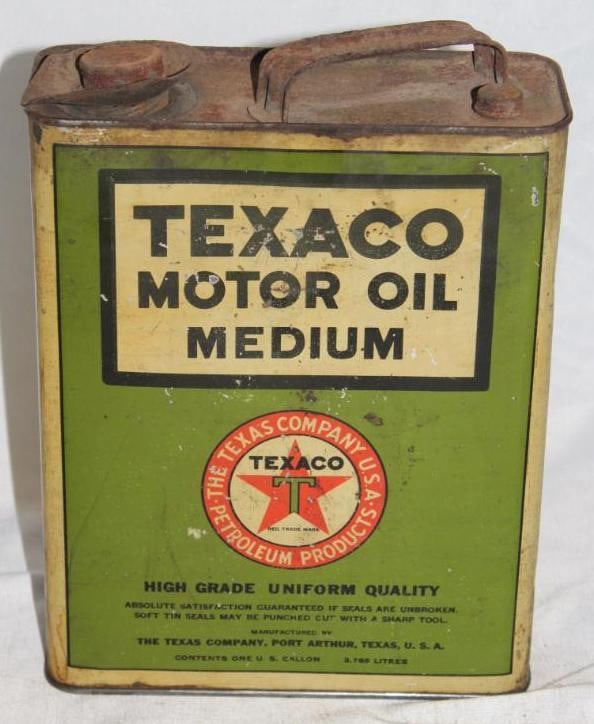 TEXACO
MOTOR OIL
MEDIUM
THE TEXAS COMPANY U.S.A.
TEXACO
T
REG. TRADE MARK
· PETROLEUM PRODUCTS ·
HIGH GRADE UNIFORM QUALITY
ABSOLUTE SATISFACTION GUARANTEED IF SEALS ARE UNBROKEN.
SOFT TIN SEALS MAY BE PUNCHED OUT WITH A SHARP TOOL.
MANUFACTURED BY
THE TEXAS COMPANY, PORT ARTHUR, TEXAS, U. S. A.
CONTENTS ONE U. S. GALLON 3.785 LITRES